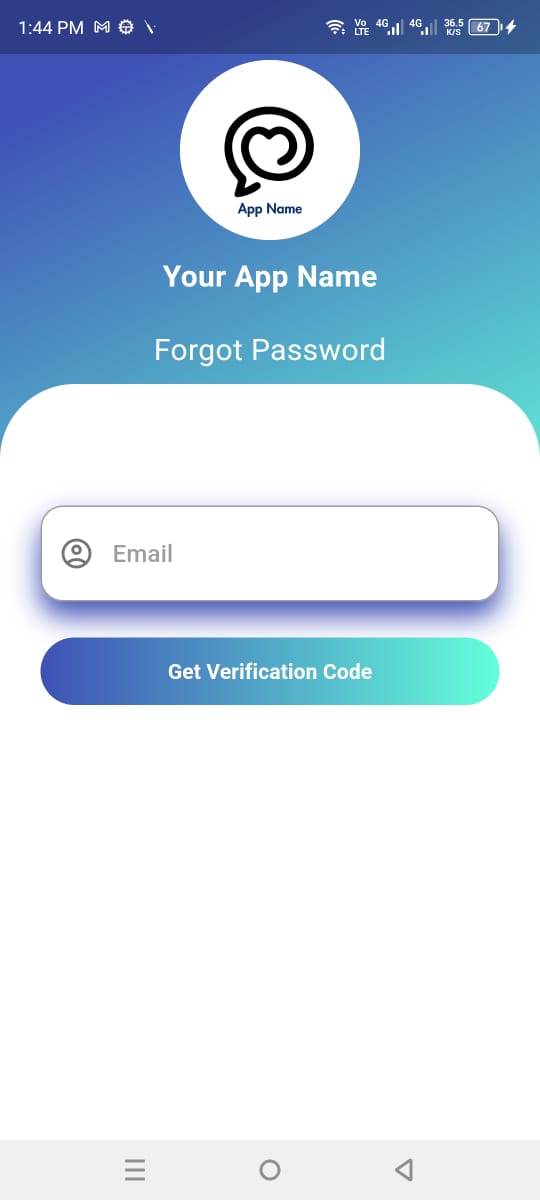 1:44 PM
Vo LTE 4G 4G 36.5 K/S 67
App Name
Your App Name
Forgot Password
Email
Get Verification Code